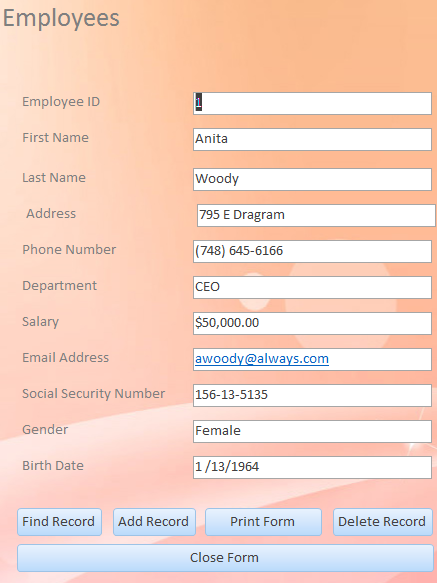 Employees
Employee ID 1
First Name Anita
Last Name Woody
Address 795 E Dragram
Phone Number (748) 645-6166
Department CEO
Salary $50,000.00
Email Address awoody@always.com
Social Security Number 156-13-5135
Gender Female
Birth Date 1 /13/1964
Find Record Add Record Print Form Delete Record
Close Form